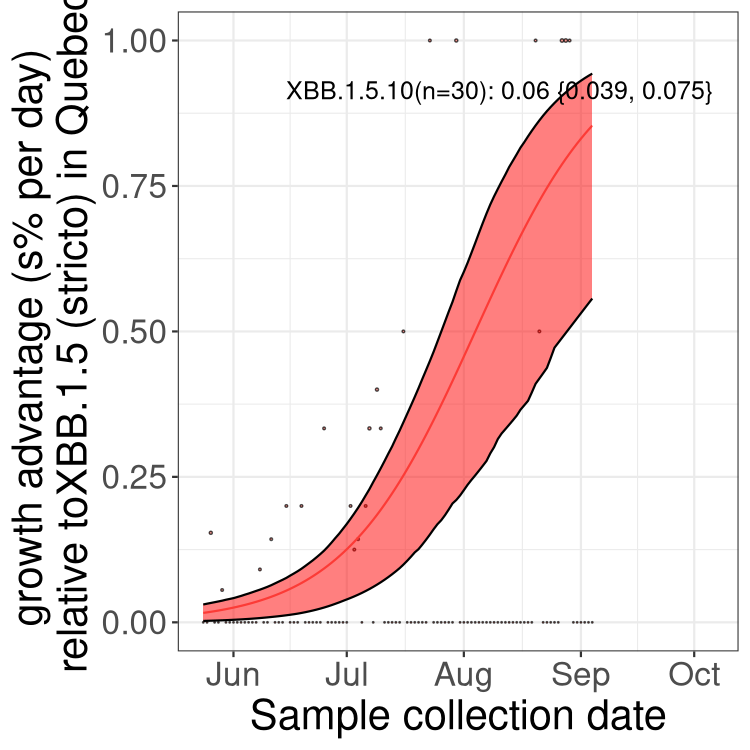 growth advantage (s% per day)
relative toXBB.1.5 (stricto) in Quebec
1.00
0.75
0.50
0.25
0.00
XBB.1.5.10(n=30): 0.06 {0.039, 0.075}
Jun Jul Aug Sep Oct
Sample collection date